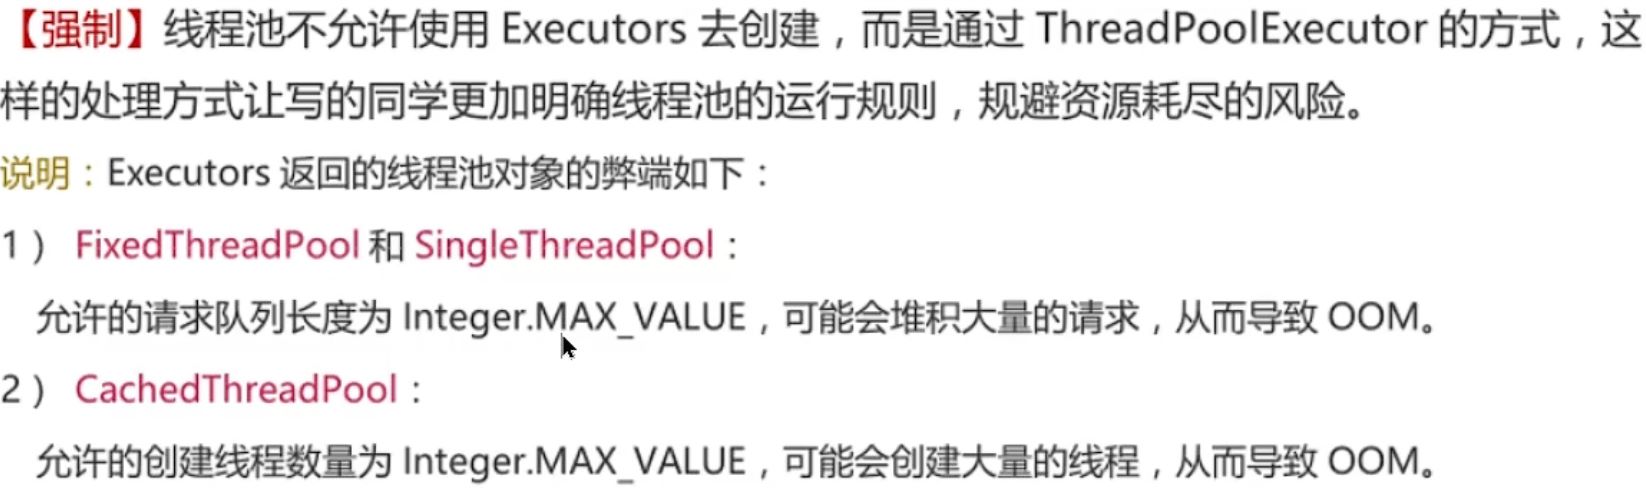 【强制】线程池不允许使用 Executors 去创建，而是通过 ThreadPoolExecutor 的方式，这
样的处理方式让写的同学更加明确线程池的运行规则，规避资源耗尽的风险。
说明：Executors 返回的线程池对象的弊端如下：
1） FixedThreadPool 和 SingleThreadPool：
允许的请求队列长度为 Integer.MAX_VALUE，可能会堆积大量的请求，从而导致 OOM。
2） CachedThreadPool：
允许的创建线程数量为 Integer.MAX_VALUE，可能会创建大量的线程，从而导致 OOM。